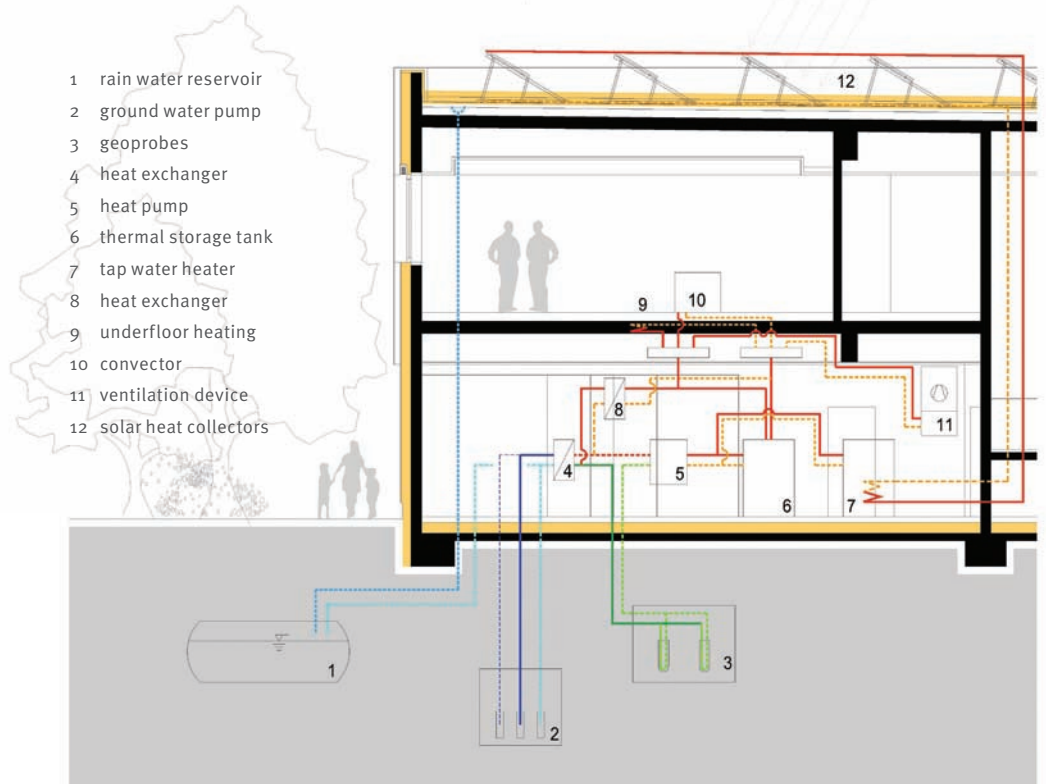 1 rain water reservoir
2 ground water pump
3 geoprobes
4 heat exchanger
5 heat pump
6 thermal storage tank
7 tap water heater
8 heat exchanger
9 underfloor heating
10 convector
11 ventilation device
12 solar heat collectors
12
9
10
8
11
4
5
6
7
1
3
2